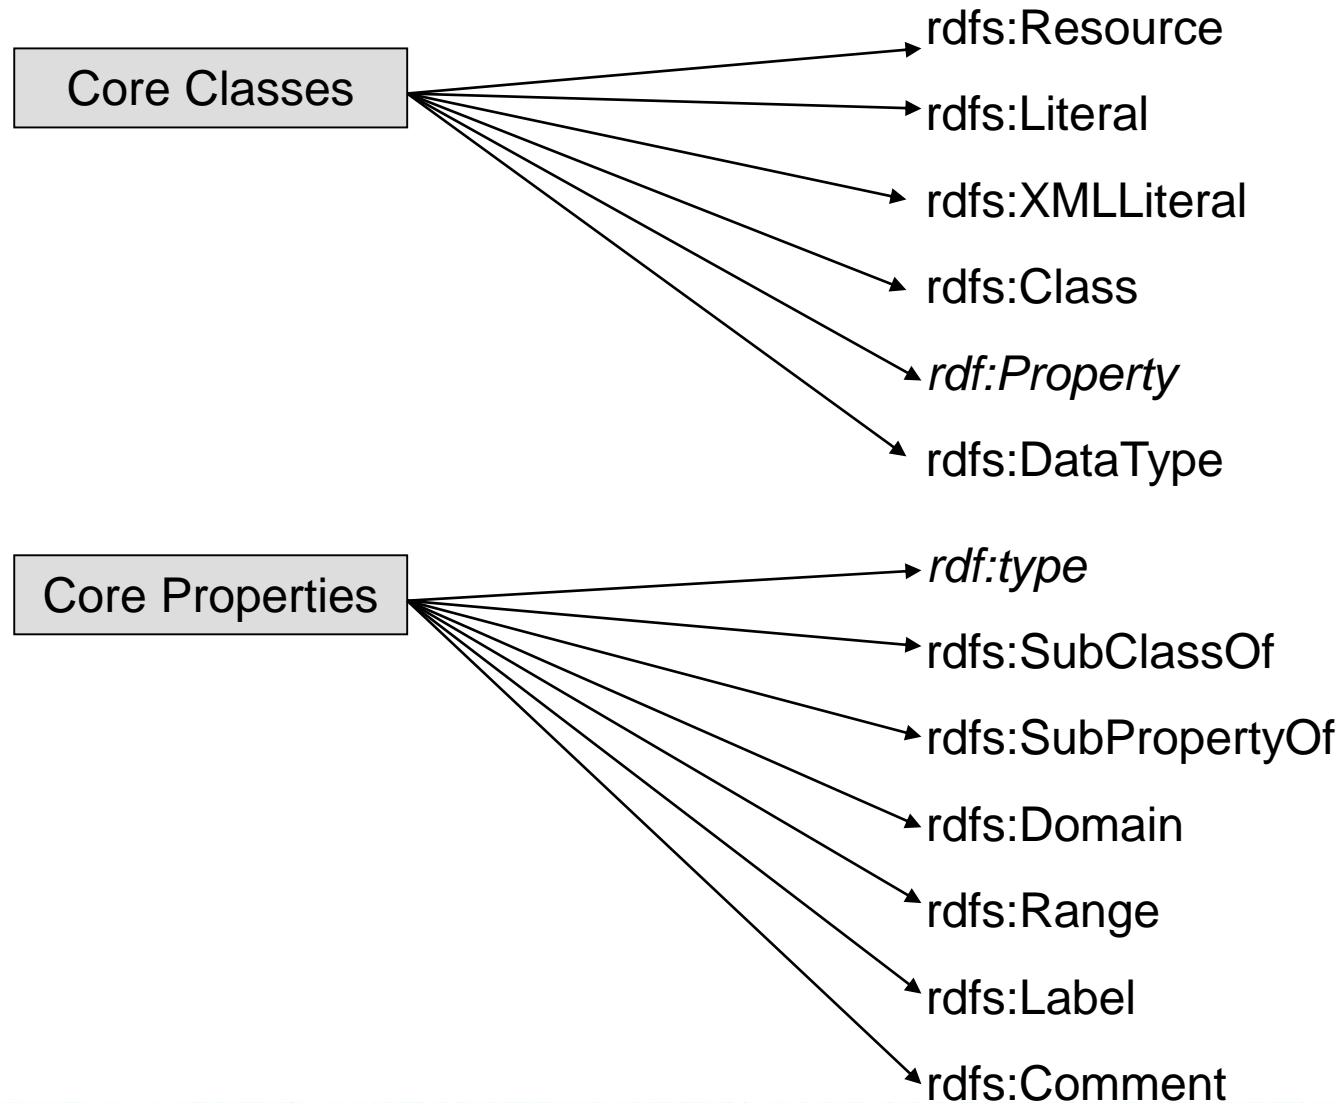 Core Classes
rdfs:Resource
rdfs:Literal
rdfs:XMLLiteral
rdfs:Class
rdf:Property
rdfs:DataType
Core Properties
rdf:type
rdfs:SubClassOf
rdfs:SubPropertyOf
rdfs:Domain
rdfs:Range
rdfs:Label
rdfs:Comment